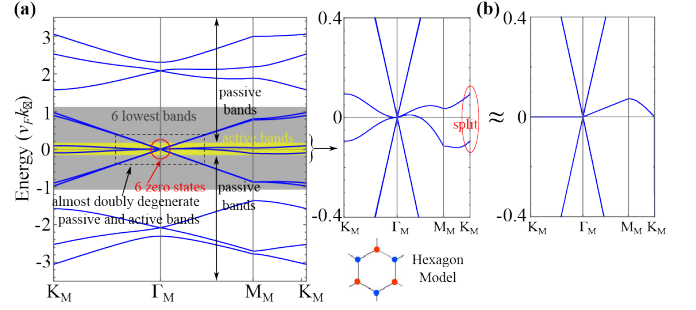 (a)
Energy (v_F k_⊠)
3
2
1
0
-1
-2
-3
K_M
Γ_M
M_M
K_M
passive
bands
6 lowest bands
active bands
6 zero states
passive
bands
almost doubly degenerate
passive and active bands
0.4
0
-0.4
K_M
Γ_M
M_M
K_M
split
Hexagon
Model
≈
(b)
0.4
0
-0.4
K_M
Γ_M
M_M
K_M